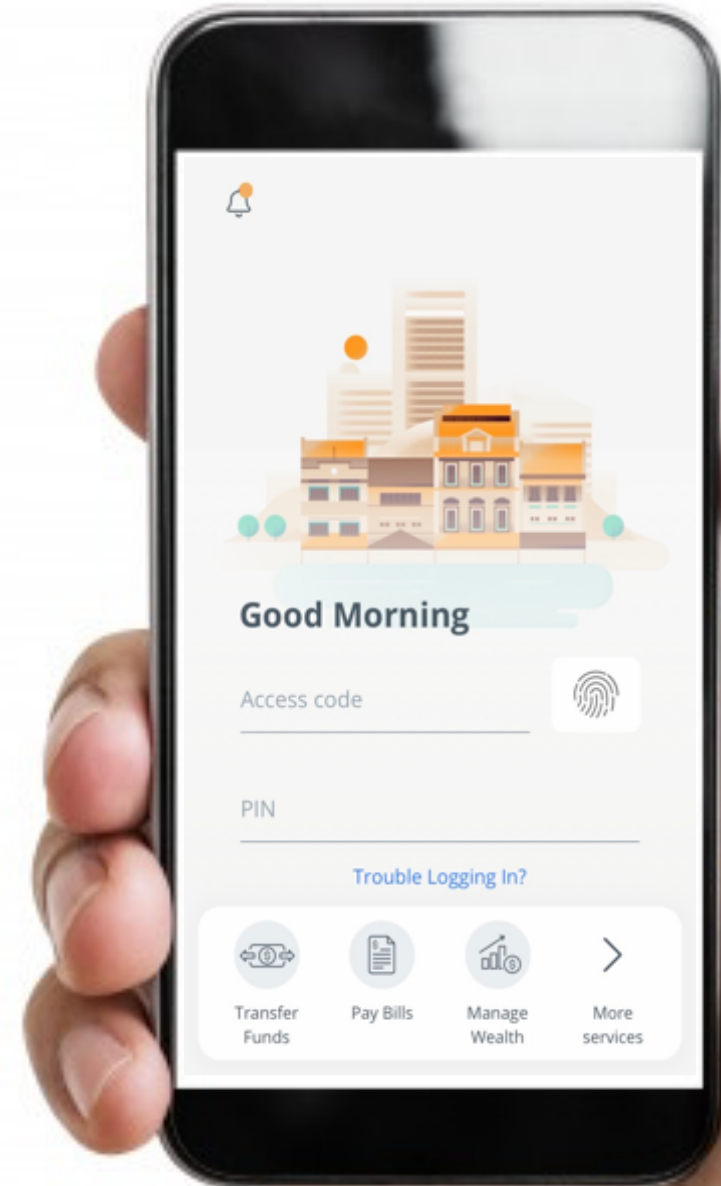 Good Morning
Access code
PIN
Trouble Logging In?
Transfer Funds
Pay Bills
Manage Wealth
More services